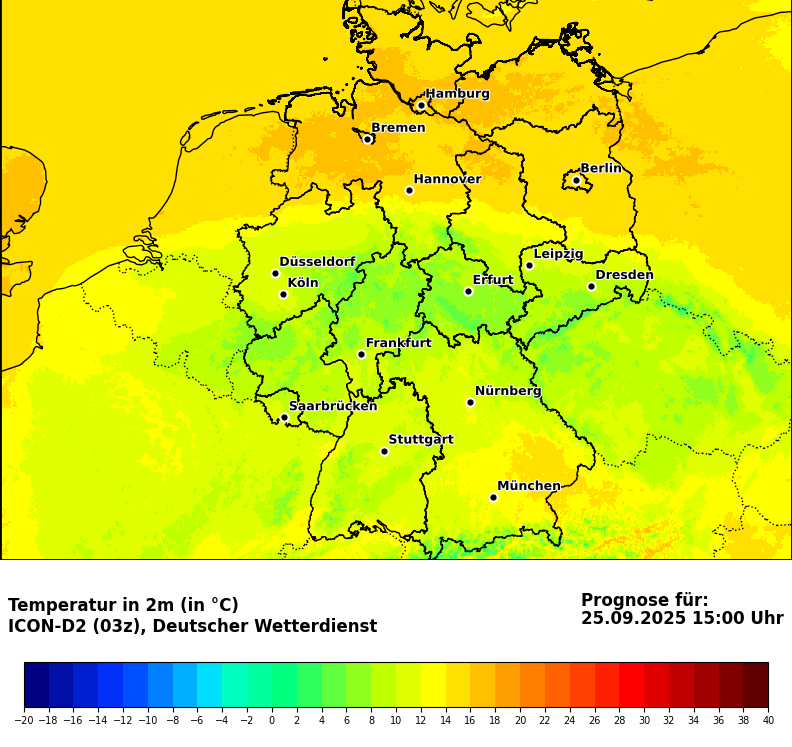 Hamburg
Bremen
Berlin
Hannover
Leipzig
Düsseldorf
Dresden
Erfurt
Köln
Frankfurt
Nürnberg
Saarbrücken
Stuttgart
München
Temperatur in 2m (in °C)
ICON-D2 (03z), Deutscher Wetterdienst
Prognose für:
25.09.2025 15:00 Uhr
−20 −18 −16 −14 −12 −10 −8 −6 −4 −2 0 2 4 6 8 10 12 14 16 18 20 22 24 26 28 30 32 34 36 38 40